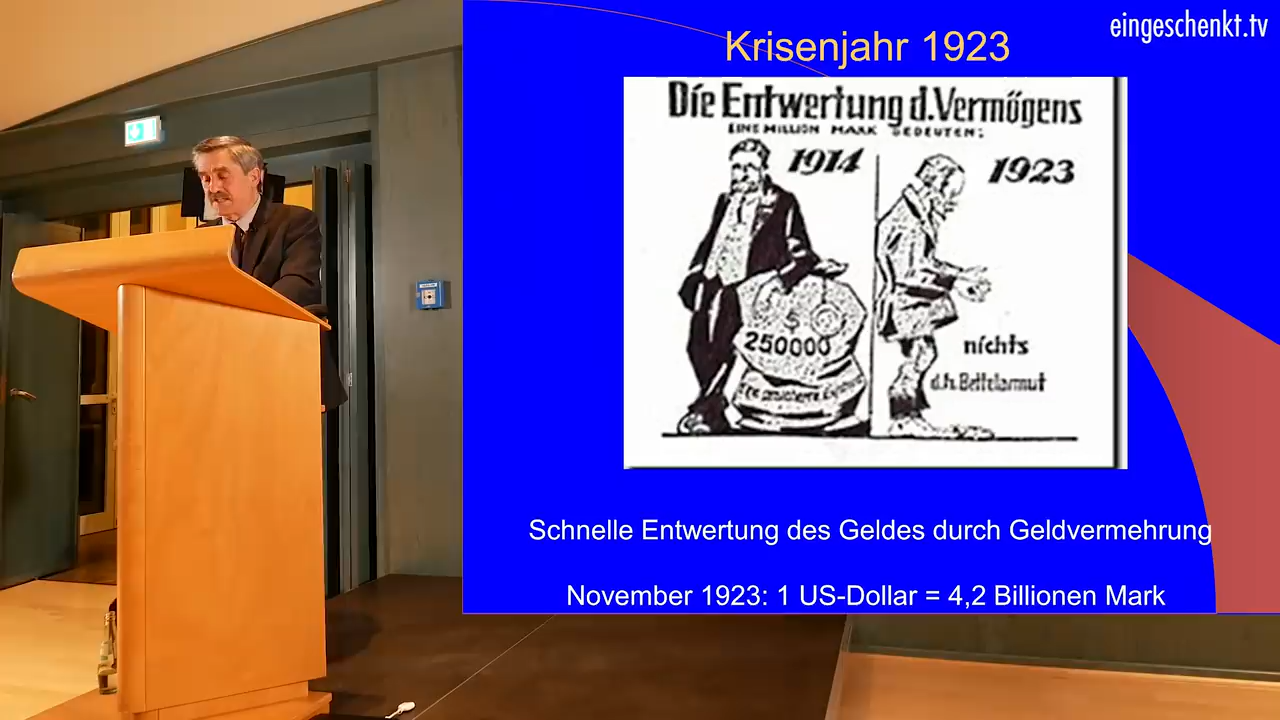 eingeschenkt.tv
Krisenjahr 1923
Die Entwertung d. Vermögens
EINE MILLION MARK BEDEUTEN:
1914
1923
$
250000
nichts
d.h. Bettelarmut
Schnelle Entwertung des Geldes durch Geldvermehrung
November 1923: 1 US-Dollar = 4,2 Billionen Mark